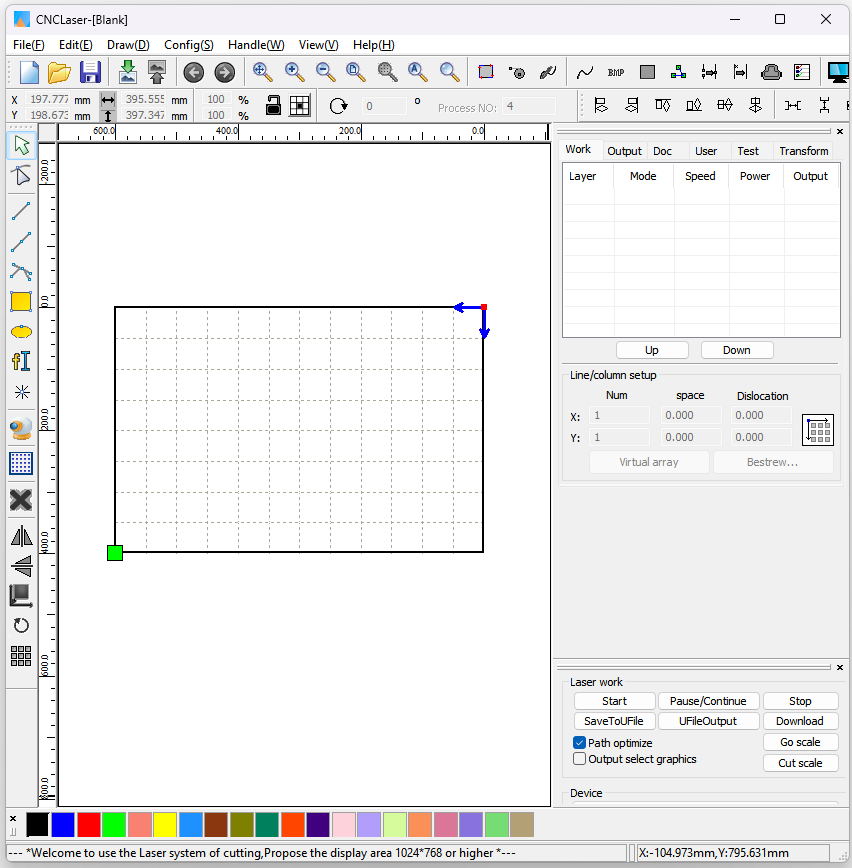 CNCLaser-[Blank]
File(F) Edit(E) Draw(D) Config(S) Handle(W) View(V) Help(H)
BMP
X 197.777 mm 395.555 mm 100 %
Y 198.673 mm 397.347 mm 100 %
0 ° Process NO: 4
600.0 400.0 200.0 0.0
200.0
0.0
200.0
400.0
600.0
800.0
Work Output Doc User Test Transform
Layer Mode Speed Power Output
Up Down
Line/column setup
Num space Dislocation
X: 1 0.000 0.000
Y: 1 0.000 0.000
Virtual array Bestrew...
Laser work
Start Pause/Continue Stop
SaveToUFile UFileOutput Download
Path optimize Go scale
Output select graphics Cut scale
Device
--- *Welcome to use the Laser system of cutting,Propose the display area 1024*768 or higher *---
X:-104.973mm,Y:795.631mm